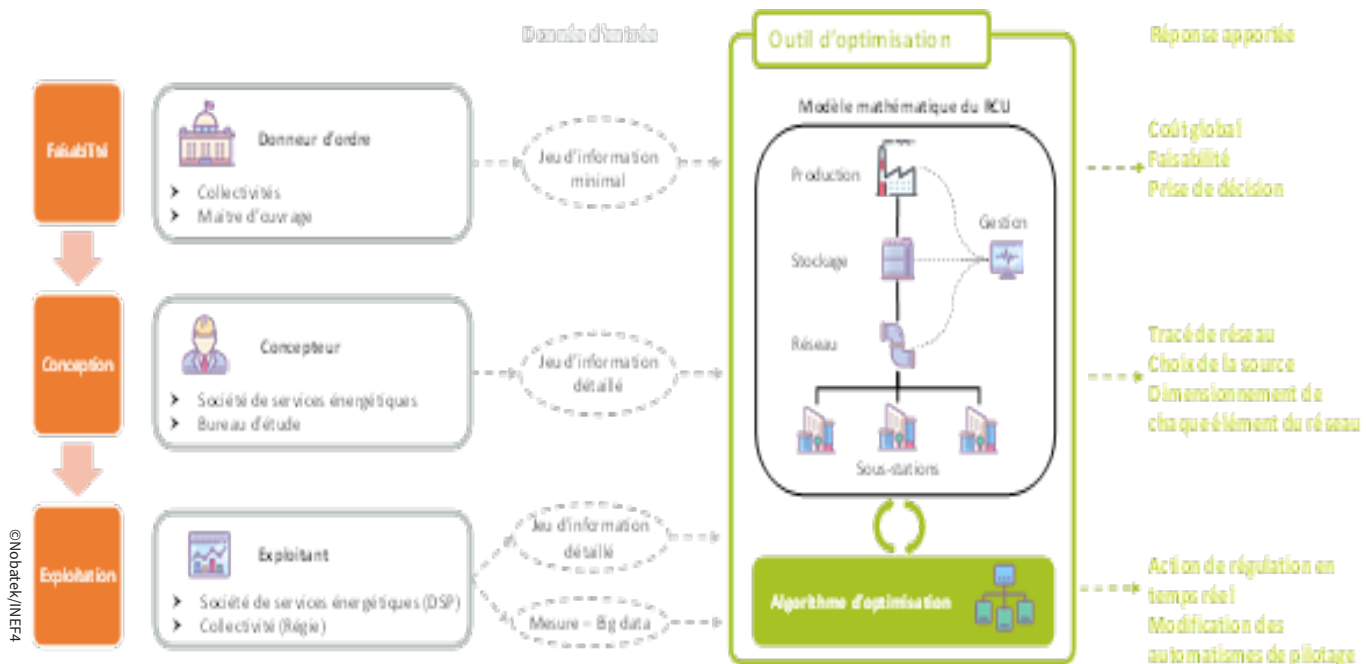 Donnée d'entrée
Outil d'optimisation
Réponse apportée
Modèle mathématique du RCU
Faisabilité
Donneur d'ordre
Collectivités
Maitre d'ouvrage
Jeu d'information
minimal
Production
Gestion
Stockage
Réseau
Sous-stations
Coût global
Faisabilité
Prise de décision
Conception
Concepteur
Société de services énergétiques
Bureau d'étude
Jeu d'information
détaillé
Tracé de réseau
Choix de la source
Dimensionnement de
chaque élément du réseau
Exploitation
Exploitant
Société de services énergétiques (DSP)
Collectivité (Régie)
Jeu d'information
détaillé
Mesure – Big data
Algorithme d'optimisation
Action de régulation en
temps réel
Modification des
automatismes de pilotage
©Nobatek/INEF4